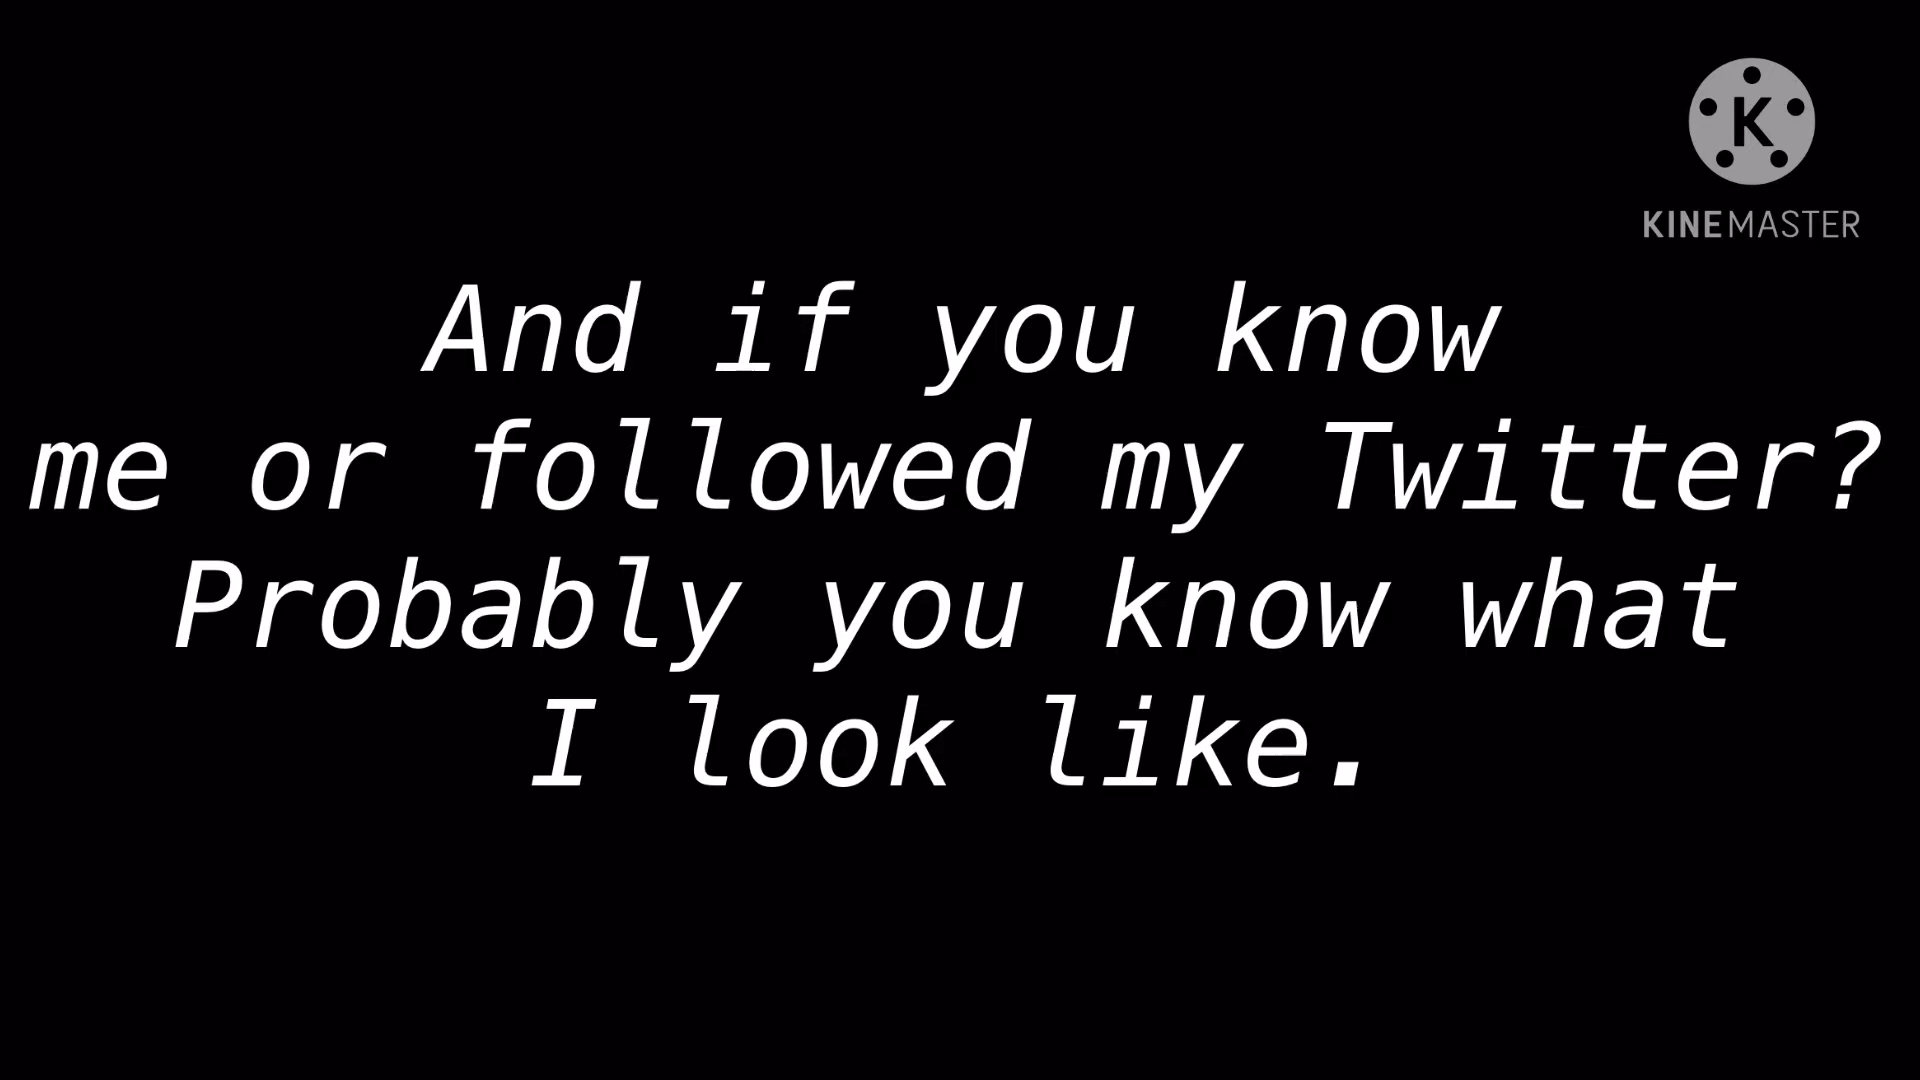 K
KINEMASTER
And if you know
me or followed my Twitter?
Probably you know what
I look like.